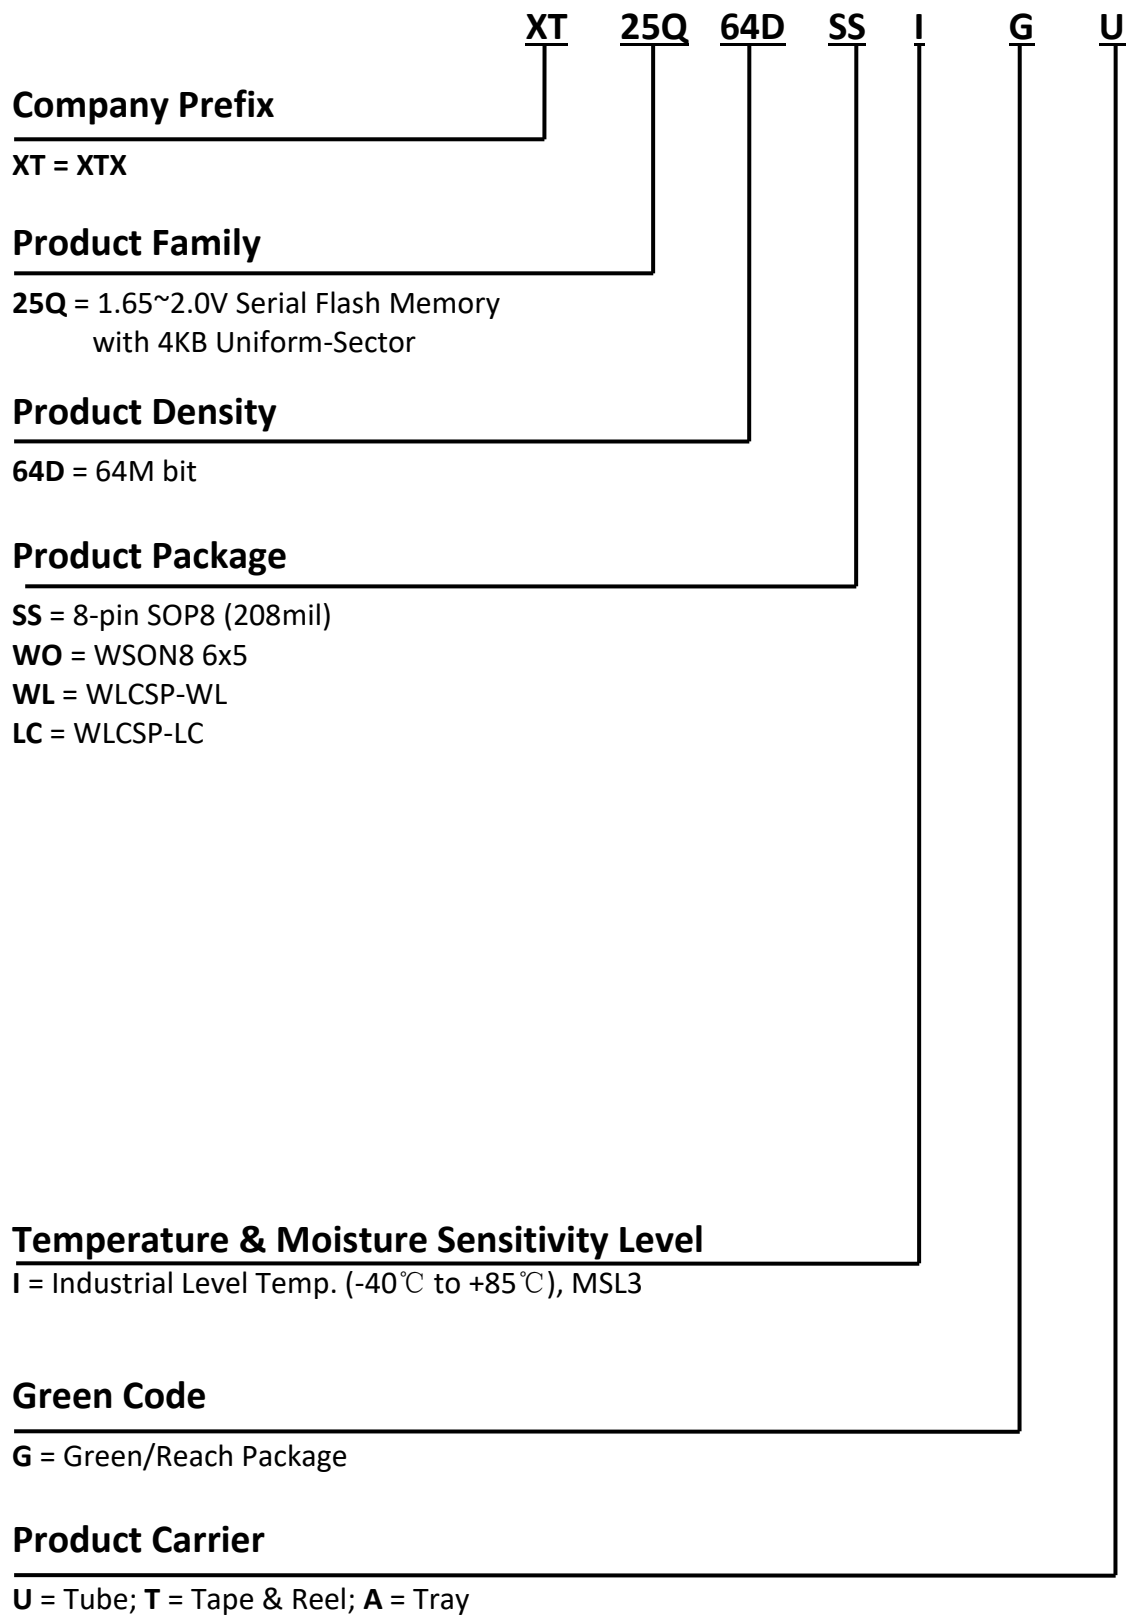 XT 25Q 64D SS I G U
Company Prefix
XT = XTX
Product Family
25Q = 1.65~2.0V Serial Flash Memory
with 4KB Uniform-Sector
Product Density
64D = 64M bit
Product Package
SS = 8-pin SOP8 (208mil)
WO = WSON8 6x5
WL = WLCSP-WL
LC = WLCSP-LC
Temperature & Moisture Sensitivity Level
I = Industrial Level Temp. (-40℃ to +85℃), MSL3
Green Code
G = Green/Reach Package
Product Carrier
U = Tube; T = Tape & Reel; A = Tray